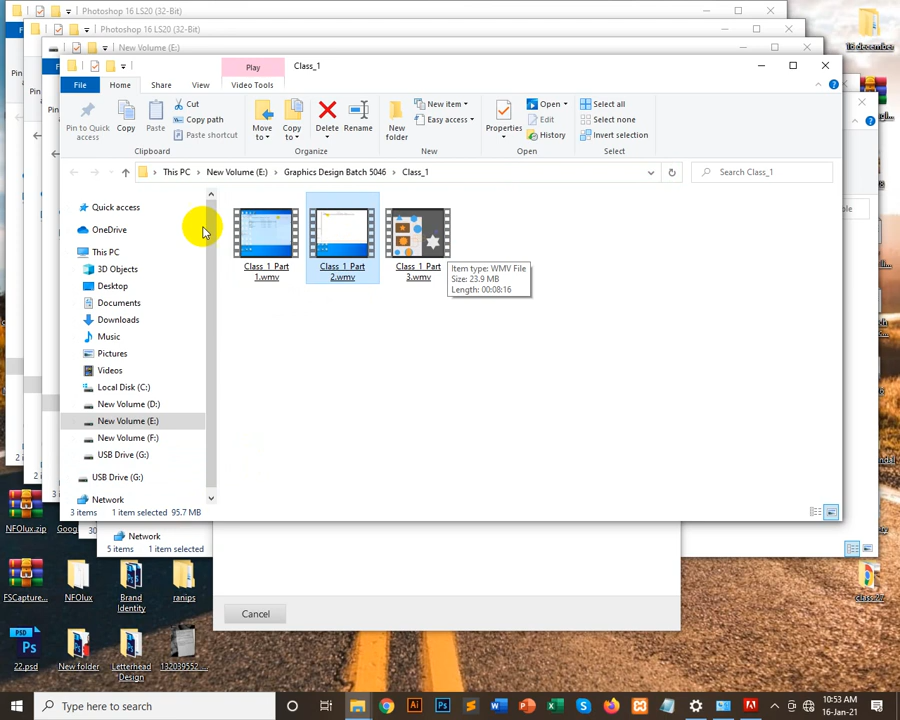 Photoshop 16 LS20 (32-Bit)
Photoshop 16 LS20 (32-Bit)
New Volume (E:)
Play
Class_1
File
Home
Share
View
Video Tools
Pin to Quick access
Copy
Paste
Cut
Copy path
Paste shortcut
Clipboard
Move to
Copy to
Delete
Rename
Organize
New folder
New item
Easy access
New
Properties
Open
Edit
History
Open
Select all
Select none
Invert selection
Select
This PC
New Volume (E:)
Graphics Design Batch 5046
Class_1
Search Class_1
Quick access
OneDrive
This PC
3D Objects
Desktop
Documents
Downloads
Music
Pictures
Videos
Local Disk (C:)
New Volume (D:)
New Volume (E:)
New Volume (F:)
USB Drive (G:)
USB Drive (G:)
Network
Class_1 Part 1.wmv
Class_1 Part 2.wmv
Class_1 Part 3.wmv
Item type: WMV File
Size: 23.9 MB
Length: 00:08:16
3 items 1 item selected 95.7 MB
Network
5 items 1 item selected
Cancel
16 december
NFOlux.zip
NFOlux
Brand Identity
ranips
22.psd
New folder
Letterhead Design
132039552...
Type here to search
10:53 AM
16-Jan-21